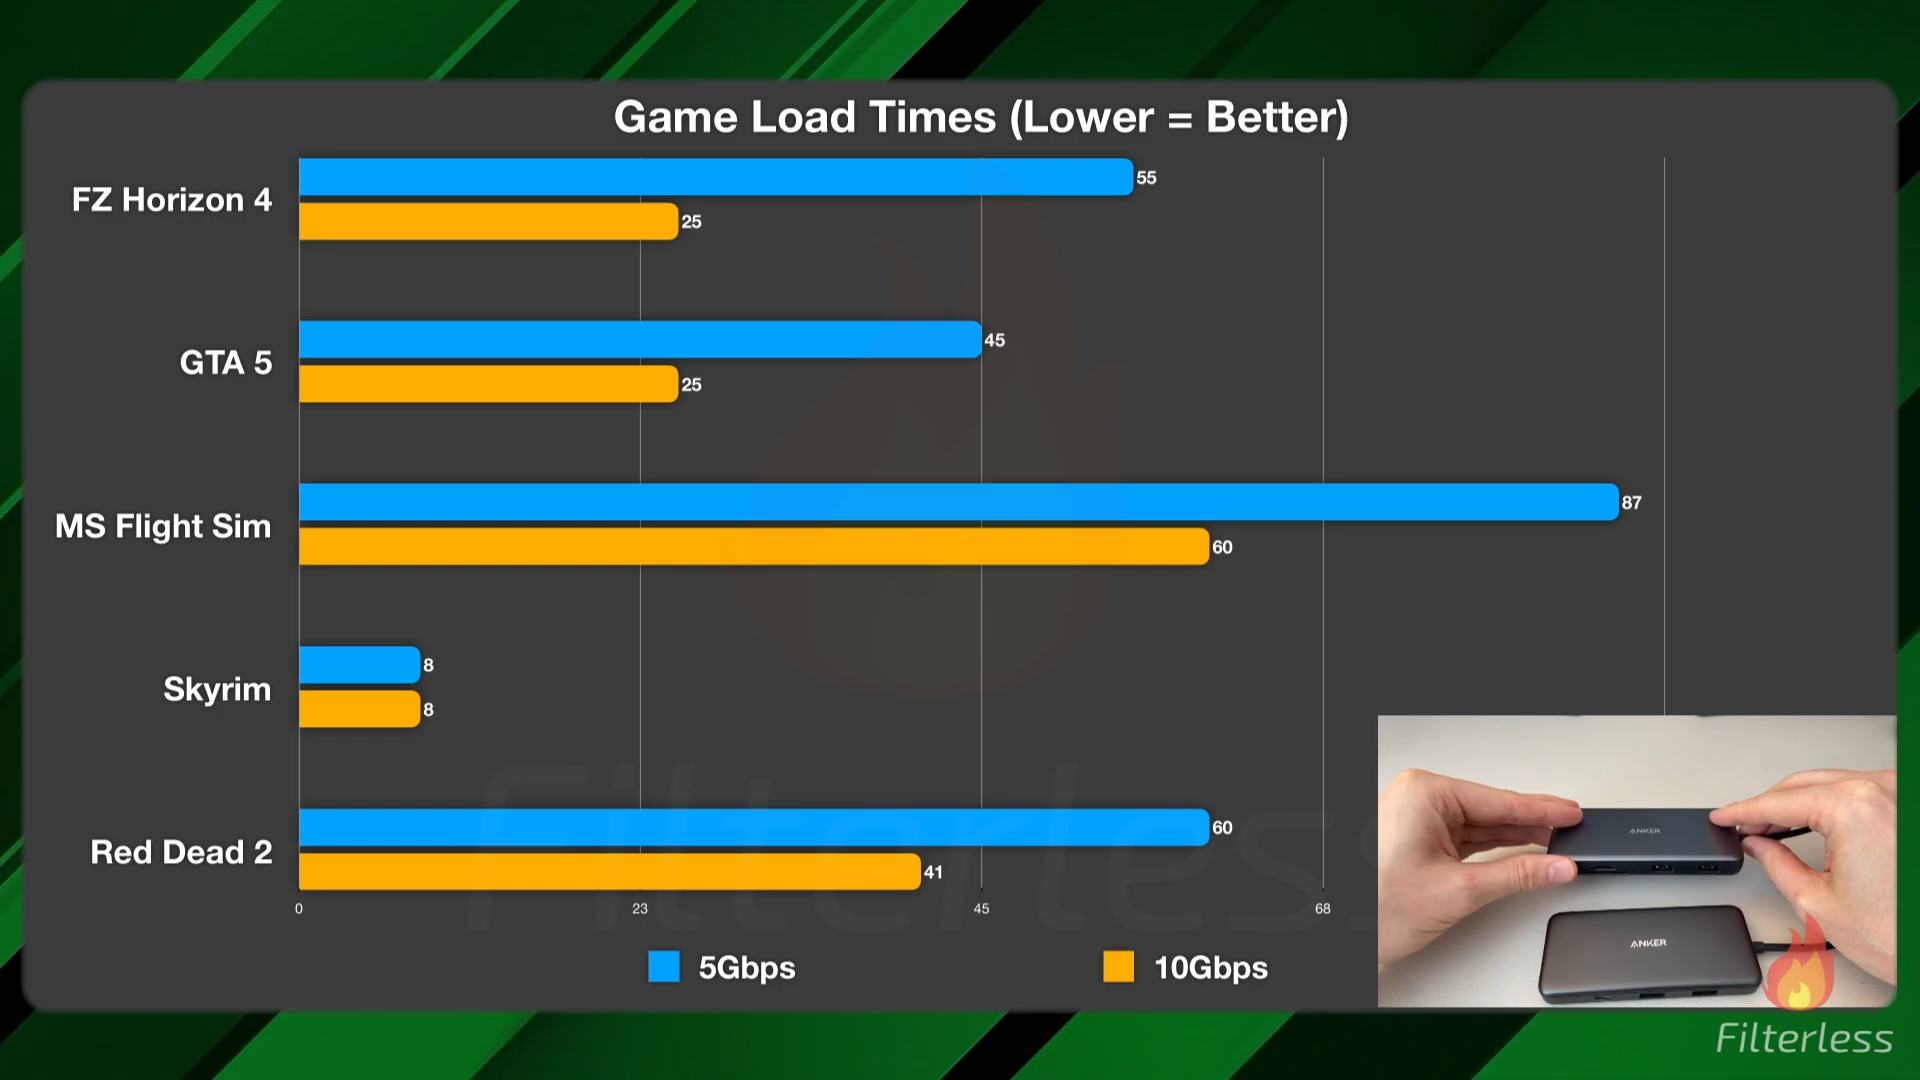 Game Load Times (Lower = Better)
FZ Horizon 4
55
25
GTA 5
45
25
MS Flight Sim
87
60
Skyrim
8
8
Red Dead 2
60
41
0
23
45
68
5Gbps
10Gbps
ANKER
ANKER
Filterless
Filterless